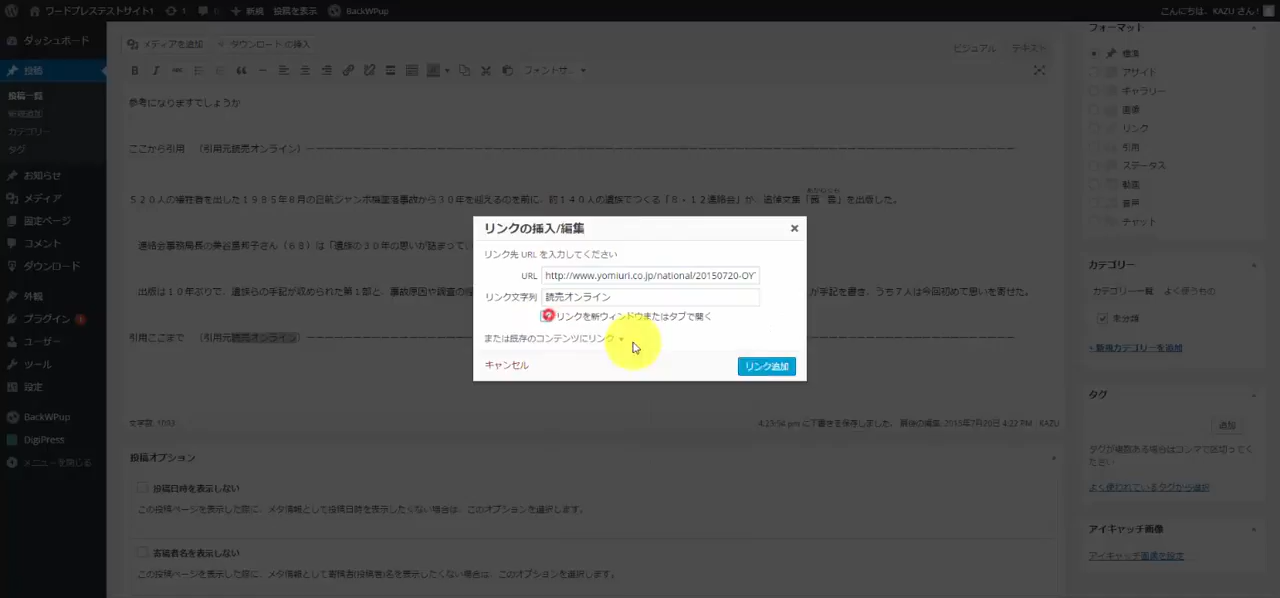 ワードプレステストサイト1 1 0 新規 投稿を表示 BackWPup こんにちは、KAZU さん!
ダッシュボード
投稿
投稿一覧
新規追加
カテゴリー
タグ
お知らせ
メディア
固定ページ
コメント
ダウンロード
外観
プラグイン 1
ユーザー
ツール
設定
BackWPup
DigiPress
メニューを閉じる
メディアを追加 ダウンロードの挿入
ビジュアル テキスト
フォントサ..
参考になりますでしょうか
ここから引用 (引用元読売オンライン)
520人の犠牲者を出した1985年8月の日航ジャンボ機墜落事故から30年を迎えるのを前に、約140人の遺族でつくる「8・12連絡会」が、追悼文集「茜雲」を出版した。
(68)は「遺族の30年の思いが詰まってい
出版は10年ぶりで、遺族らの手記が収められた第1部と、事故原因や調査の
が手記を書き、うち7人は今回初めて思いを寄せた。
引用ここまで (引用元読売オンライン)
リンクの挿入/編集
リンク先 URL を入力してください
URL http://www.yomiuri.co.jp/national/20150720-OY
リンク文字列 読売オンライン
リンクを新ウィンドウまたはタブで開く
または既存のコンテンツにリンク
キャンセル リンク追加
4:23:54 pm に下書きを保存しました。 最後の編集: 2015年7月20日 4:22 PM KAZU
投稿オプション
投稿日時を表示しない
この投稿ページを表示した際に、メタ情報として投稿日時を表示したくない場合は、このオプションを選択します。
寄稿者名を表示しない
この投稿ページを表示した際に、メタ情報として寄稿者(投稿者)名を表示したくない場合は、このオプションを選択します。
フォーマット
標準
アサイド
ギャラリー
画像
リンク
引用
ステータス
動画
音声
チャット
カテゴリー
カテゴリー一覧 よく使うもの
未分類
+ 新規カテゴリーを追加
タグ
追加
タグが複数ある場合はコンマで区切ってください
よく使われているタグから選択
アイキャッチ画像
アイキャッチ画像を設定